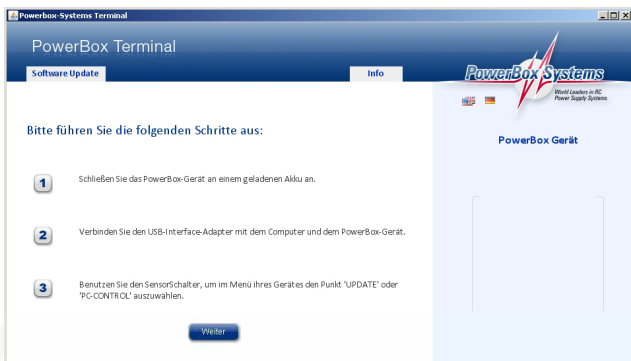 Powerbox-Systems Terminal
PowerBox Terminal
Software Update
Info
PowerBox Systems
World Leaders in RC
Power Supply Systems
Bitte führen Sie die folgenden Schritte aus:
PowerBox Gerät
1
Schließen Sie das PowerBox-Gerät an einem geladenen Akku an.
2
Verbinden Sie den USB-Interface-Adapter mit dem Computer und dem PowerBox-Gerät.
3
Benutzen Sie den SensorSchalter, um im Menü ihres Gerätes den Punkt 'UPDATE' oder
'PC-CONTROL' auszuwählen.
Weiter